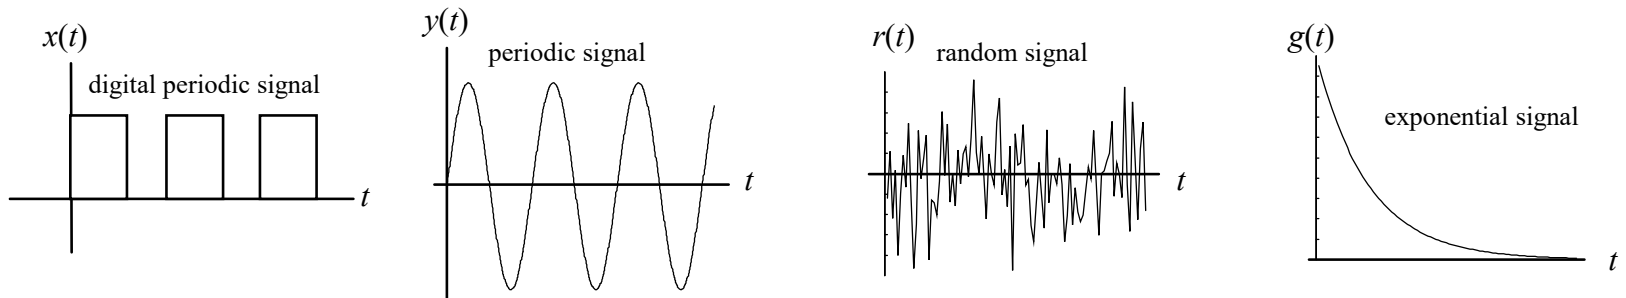 x(t)
digital periodic signal
t
y(t)
periodic signal
t
r(t)
random signal
t
g(t)
exponential signal
t